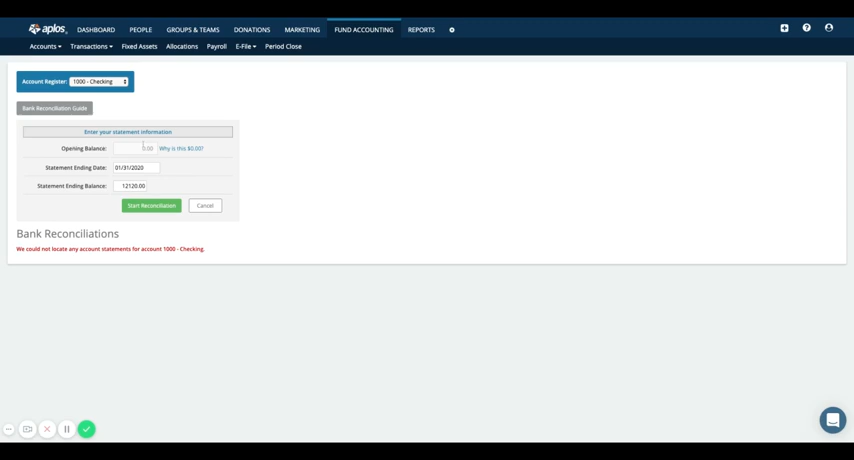 aplos
DASHBOARD
PEOPLE
GROUPS & TEAMS
DONATIONS
MARKETING
FUND ACCOUNTING
REPORTS
Accounts
Transactions
Fixed Assets
Allocations
Payroll
E-File
Period Close
Account Register: 1000 - Checking
Bank Reconciliation Guide
Enter your statement information
Opening Balance: 0.00 Why is this $0.00?
Statement Ending Date: 01/31/2020
Statement Ending Balance: 12120.00
Start Reconciliation
Cancel
Bank Reconciliations
We could not locate any account statements for account 1000 - Checking.